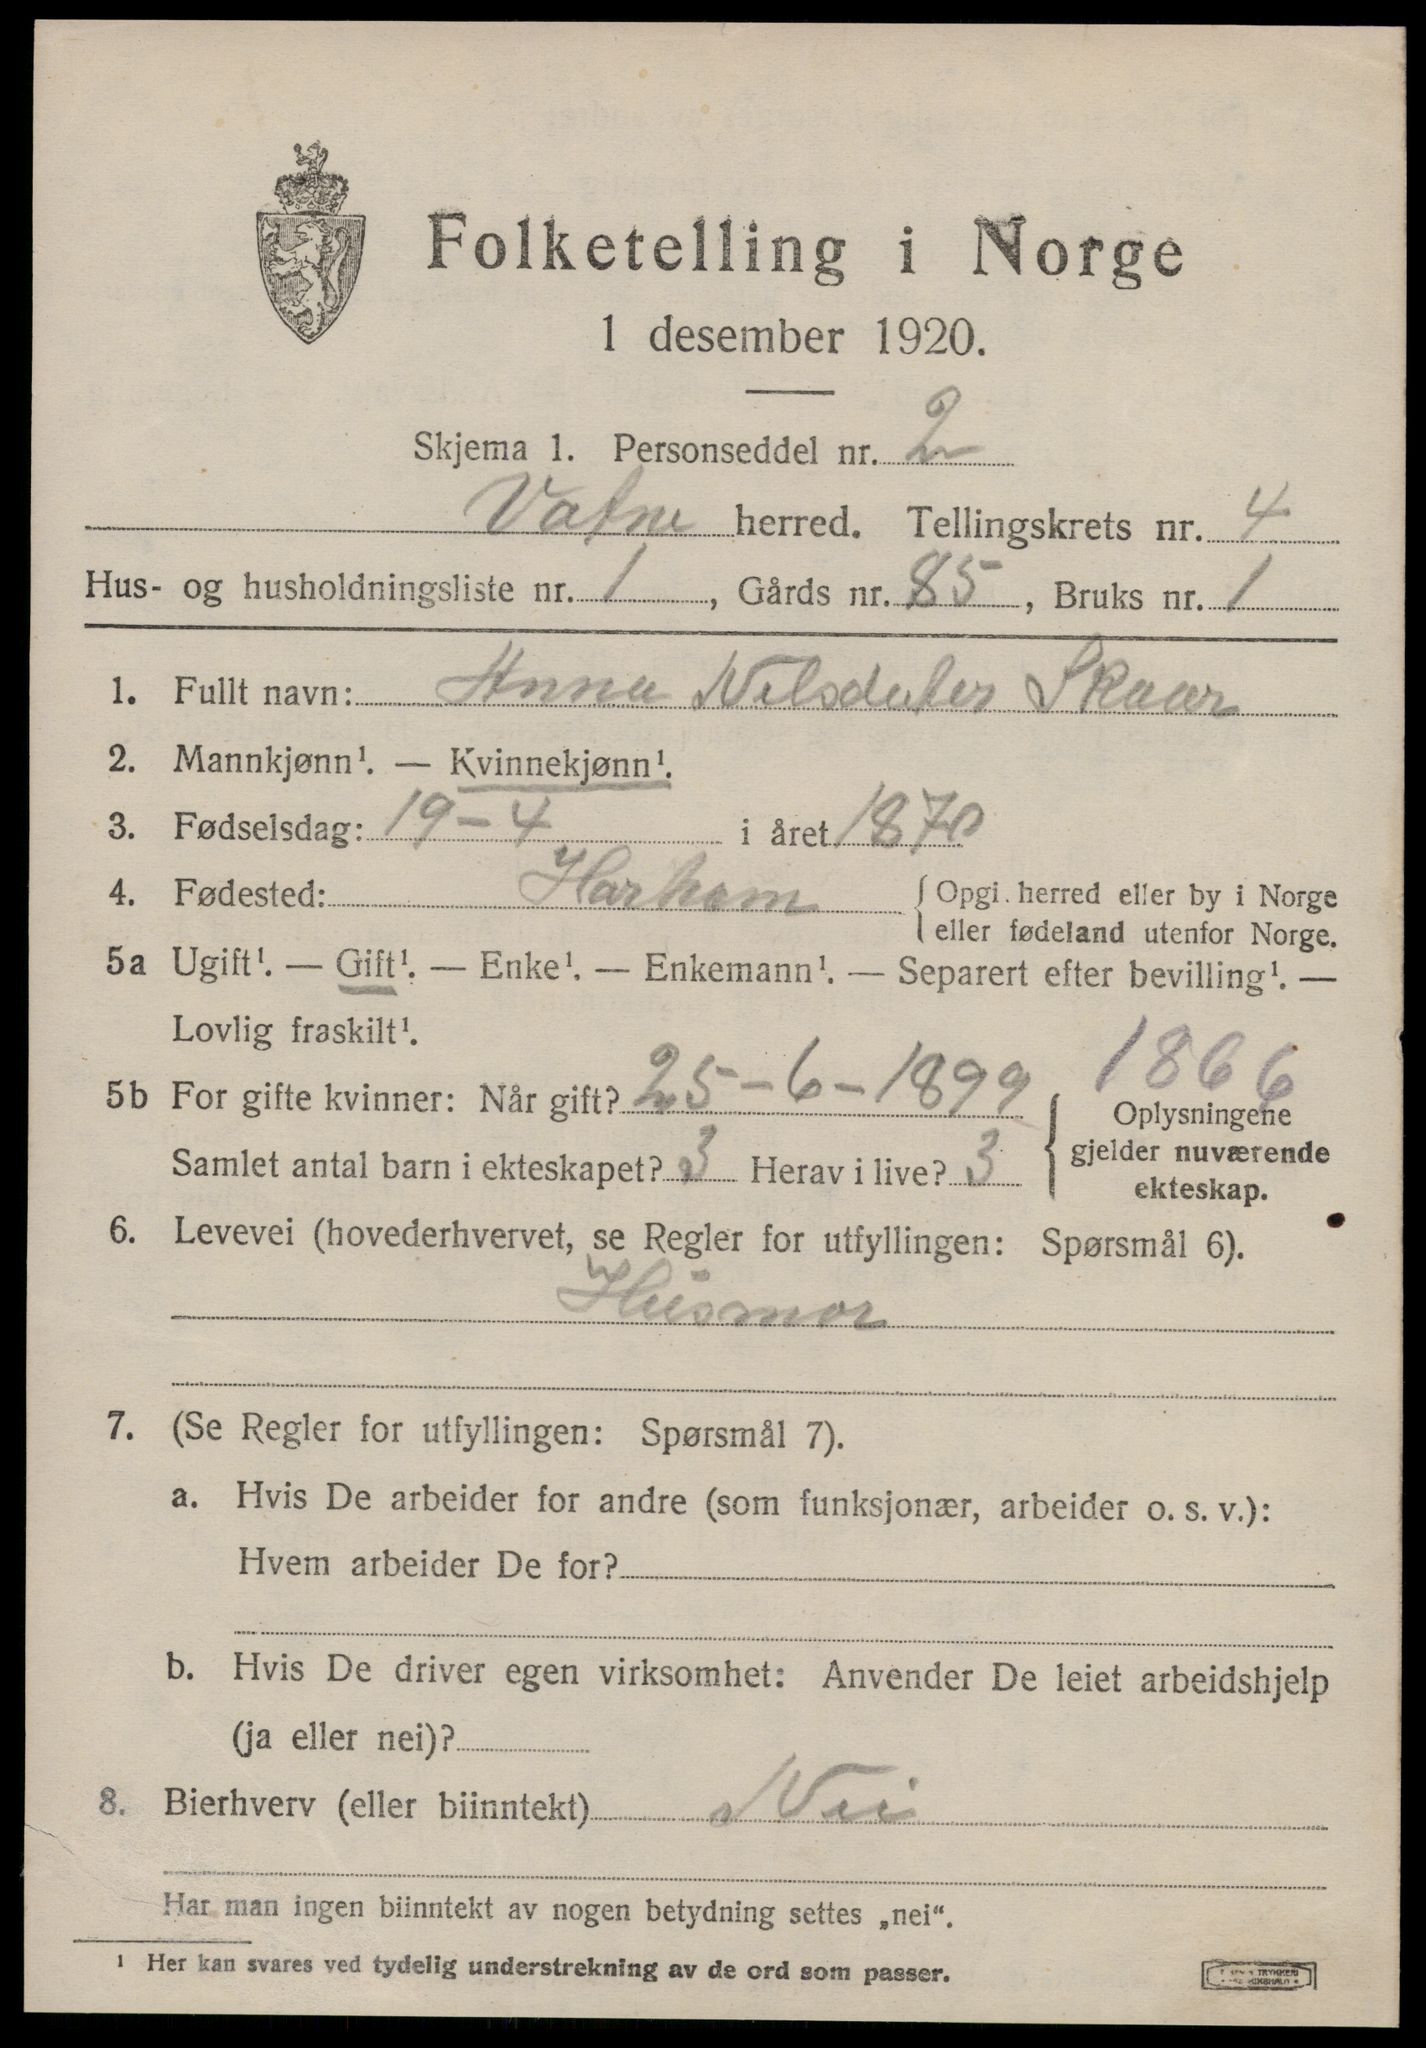 Folketelling i Norge
1 desember 1920.
Skjema 1. Personseddel nr. 2
Vatne herred. Tellingskrets nr. 4
Hus- og husholdningsliste nr. 1, Gårds nr. 85, Bruks nr. 1
1. Fullt navn: Anna Nilsdater Skaar
2. Mannkjønn¹. — Kvinnekjønn¹.
3. Fødselsdag: 19-4 i året 1870
4. Fødested: Harham { Opgi herred eller by i Norge
eller fødeland utenfor Norge.
5a Ugift¹. — Gift¹. — Enke¹. — Enkemann¹. — Separert efter bevilling¹. —
Lovlig fraskilt¹.
1866
5b For gifte kvinner: Når gift? 25-6-1899
Samlet antal barn i ekteskapet? 3 Herav i live? 3
{ Oplysningene
gjelder nuværende
ekteskap.
6. Levevei (hovederhvervet, se Regler for utfyllingen: Spørsmål 6).
Husmor
7. (Se Regler for utfyllingen: Spørsmål 7).
a. Hvis De arbeider for andre (som funksjonær, arbeider o. s. v.):
Hvem arbeider De for?
b. Hvis De driver egen virksomhet: Anvender De leiet arbeidshjelp
(ja eller nei)?
8. Bierhverv (eller biinntekt) Nei
Har man ingen biinntekt av nogen betydning settes „nei“.
¹ Her kan svares ved tydelig understrekning av de ord som passer.
TRYKKERI